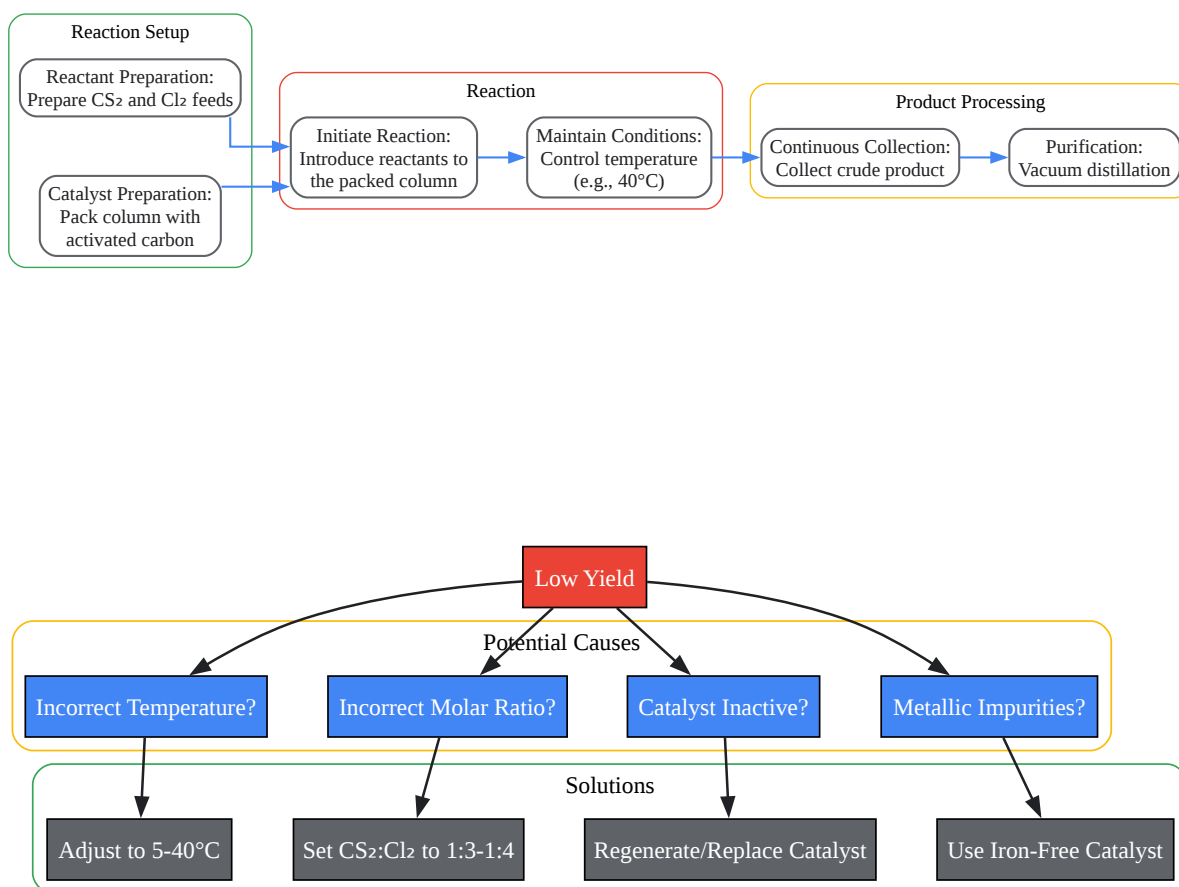 Reaction Setup
Reactant Preparation:
Prepare CS₂ and Cl₂ feeds
Catalyst Preparation:
Pack column with
activated carbon
Reaction
Initiate Reaction:
Introduce reactants to
the packed column
Maintain Conditions:
Control temperature
(e.g., 40°C)
Product Processing
Continuous Collection:
Collect crude product
Purification:
Vacuum distillation
Low Yield
Potential Causes
Incorrect Temperature?
Incorrect Molar Ratio?
Catalyst Inactive?
Metallic Impurities?
Solutions
Adjust to 5-40°C
Set CS₂:Cl₂ to 1:3-1:4
Regenerate/Replace Catalyst
Use Iron-Free Catalyst